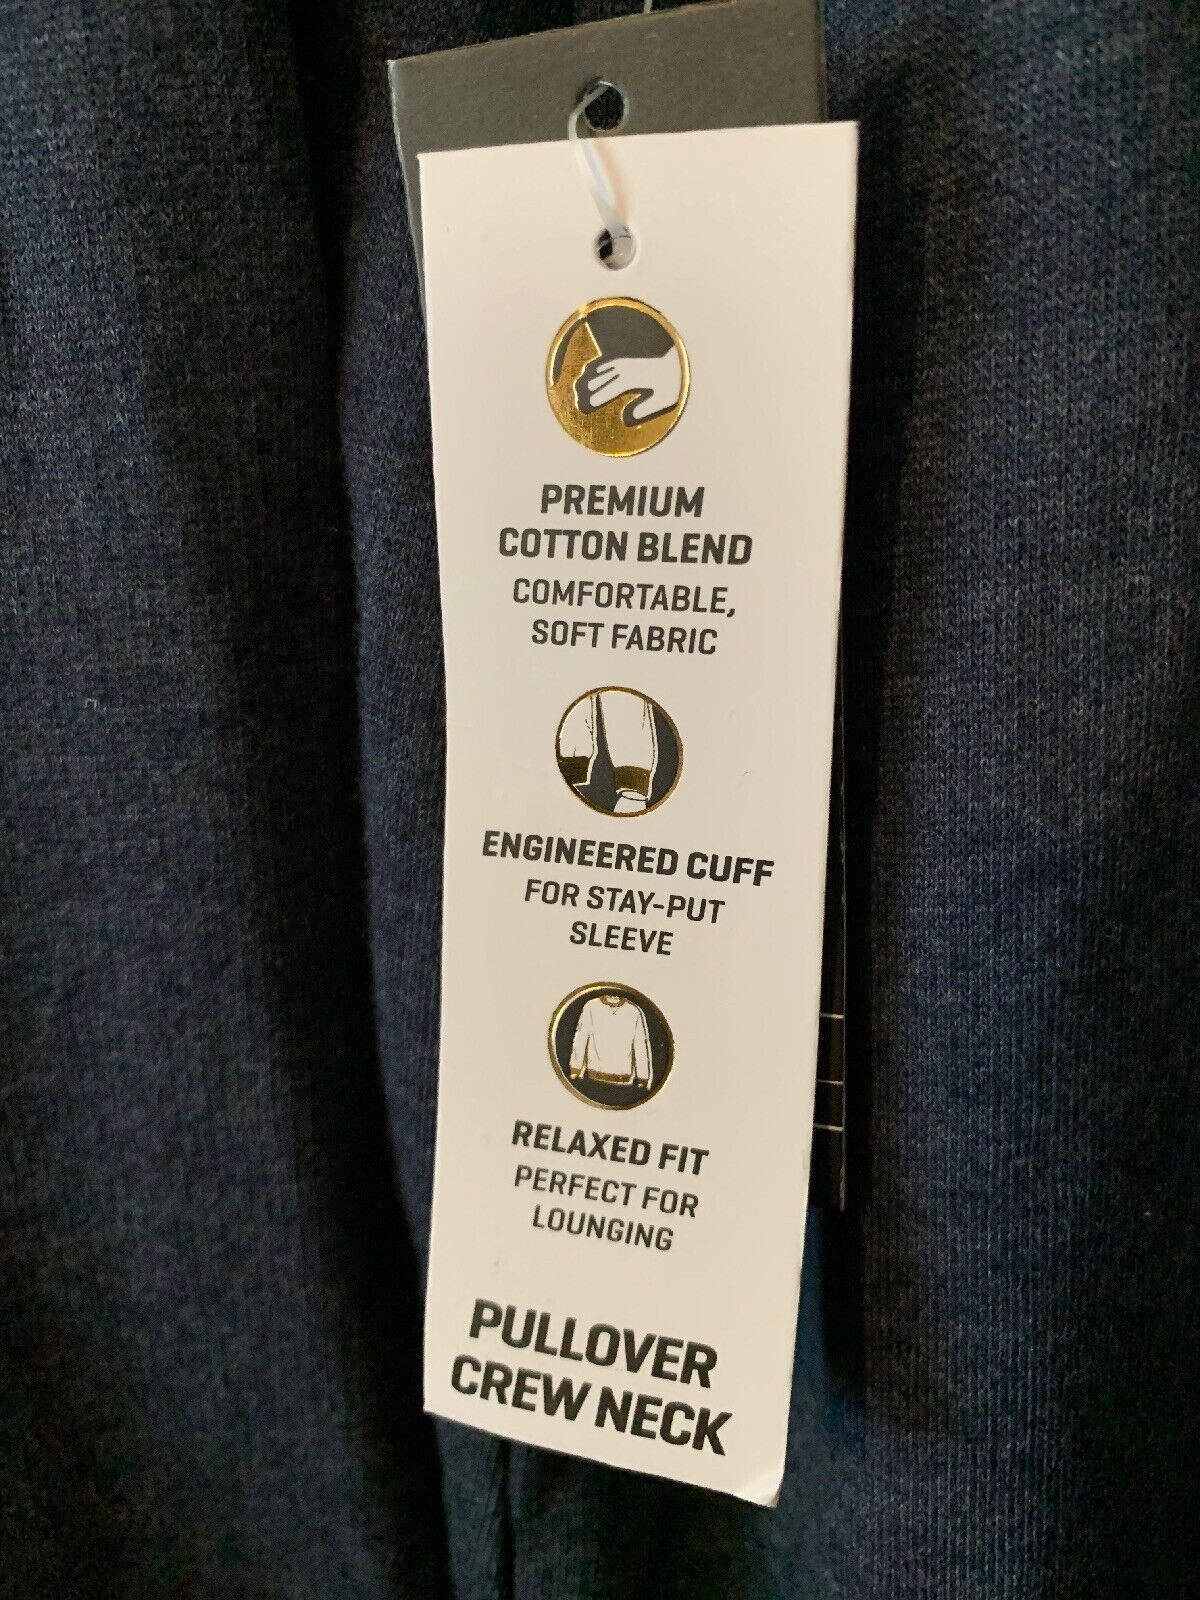 PREMIUM
COTTON BLEND
COMFORTABLE,
SOFT FABRIC
ENGINEERED CUFF
FOR STAY-PUT
SLEEVE
RELAXED FIT
PERFECT FOR
LOUNGING
PULLOVER
CREW NECK